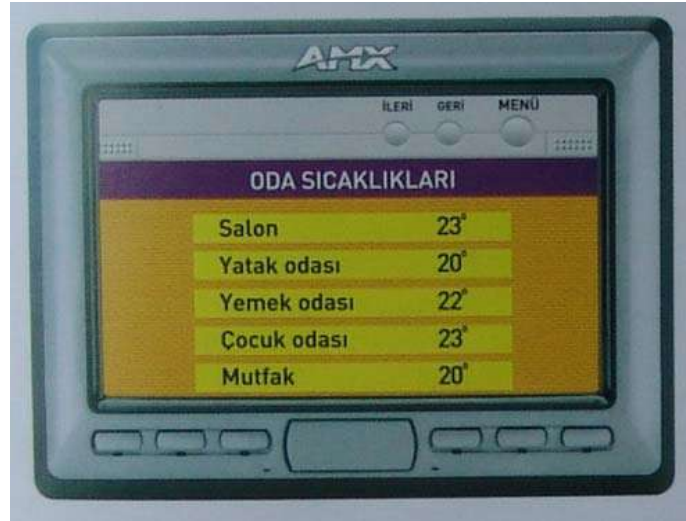 AMX
İLERİ GERİ MENÜ
ODA SICAKLIKLARI
Salon 23°
Yatak odası 20°
Yemek odası 22°
Çocuk odası 23°
Mutfak 20°